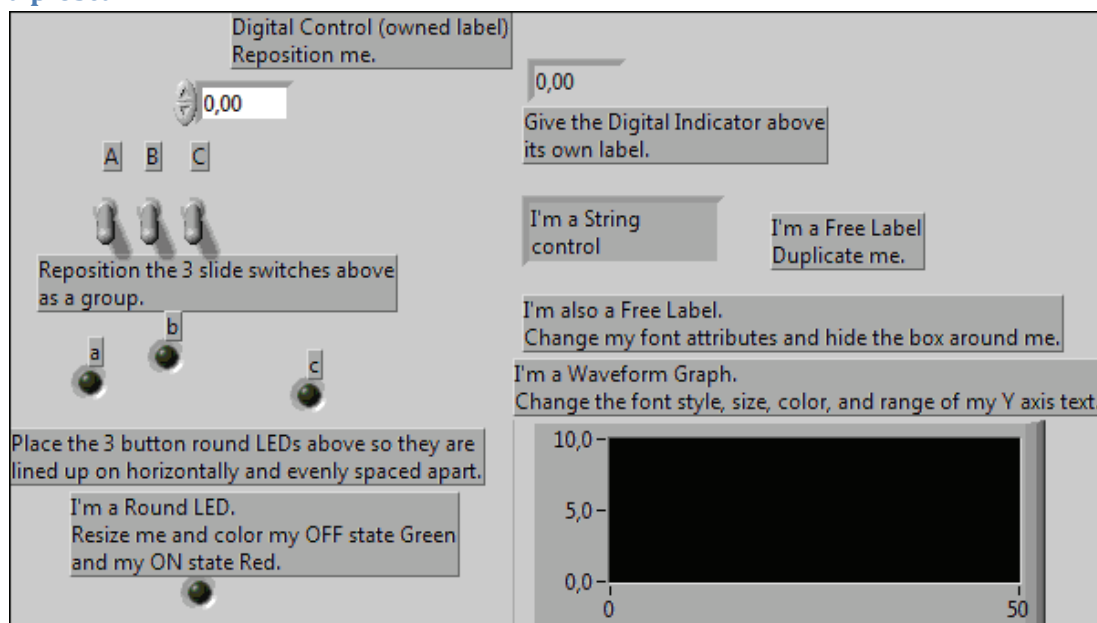 Digital Control (owned label)
Reposition me.
0,00
A
B
C
Reposition the 3 slide switches above
as a group.
a
b
c
Place the 3 button round LEDs above so they are
lined up on horizontally and evenly spaced apart.
I'm a Round LED.
Resize me and color my OFF state Green
and my ON state Red.
0,00
Give the Digital Indicator above
its own label.
I'm a String
control
I'm a Free Label
Duplicate me.
I'm also a Free Label.
Change my font attributes and hide the box around me.
I'm a Waveform Graph.
Change the font style, size, color, and range of my Y axis text.
10,0
5,0
0,0
0
50